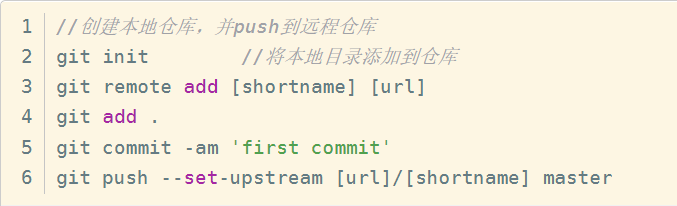 1 //创建本地仓库，并push到远程仓库
2 git init //将本地目录添加到仓库
3 git remote add [shortname] [url]
4 git add .
5 git commit -am 'first commit'
6 git push --set-upstream [url]/[shortname] master